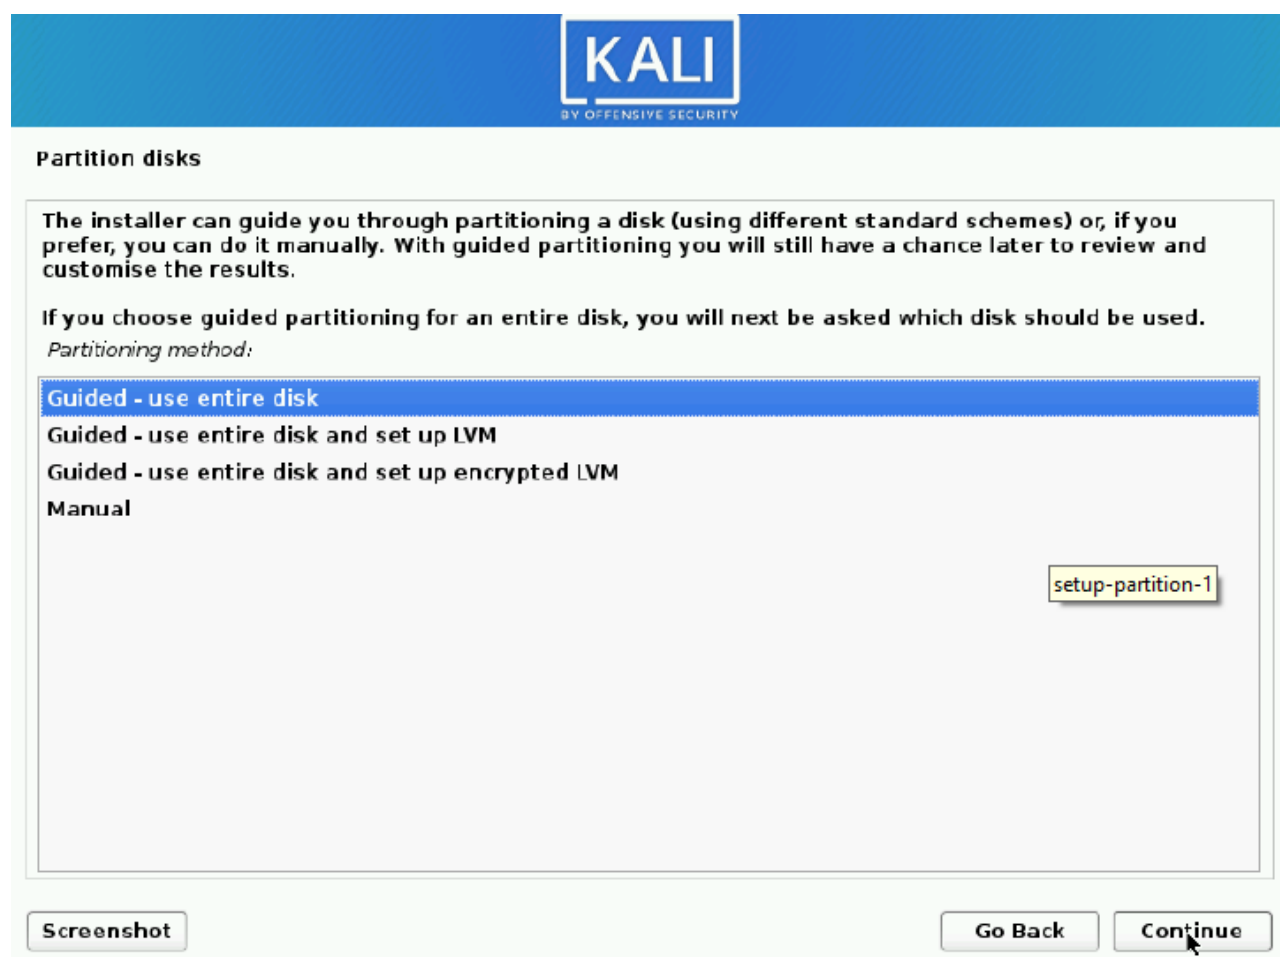 KALI
BY OFFENSIVE SECURITY
Partition disks
The installer can guide you through partitioning a disk (using different standard schemes) or, if you
prefer, you can do it manually. With guided partitioning you will still have a chance later to review and
customise the results.
If you choose guided partitioning for an entire disk, you will next be asked which disk should be used.
Partitioning method:
Guided - use entire disk
Guided - use entire disk and set up LVM
Guided - use entire disk and set up encrypted LVM
Manual
setup-partition-1
Screenshot
Go Back
Continue